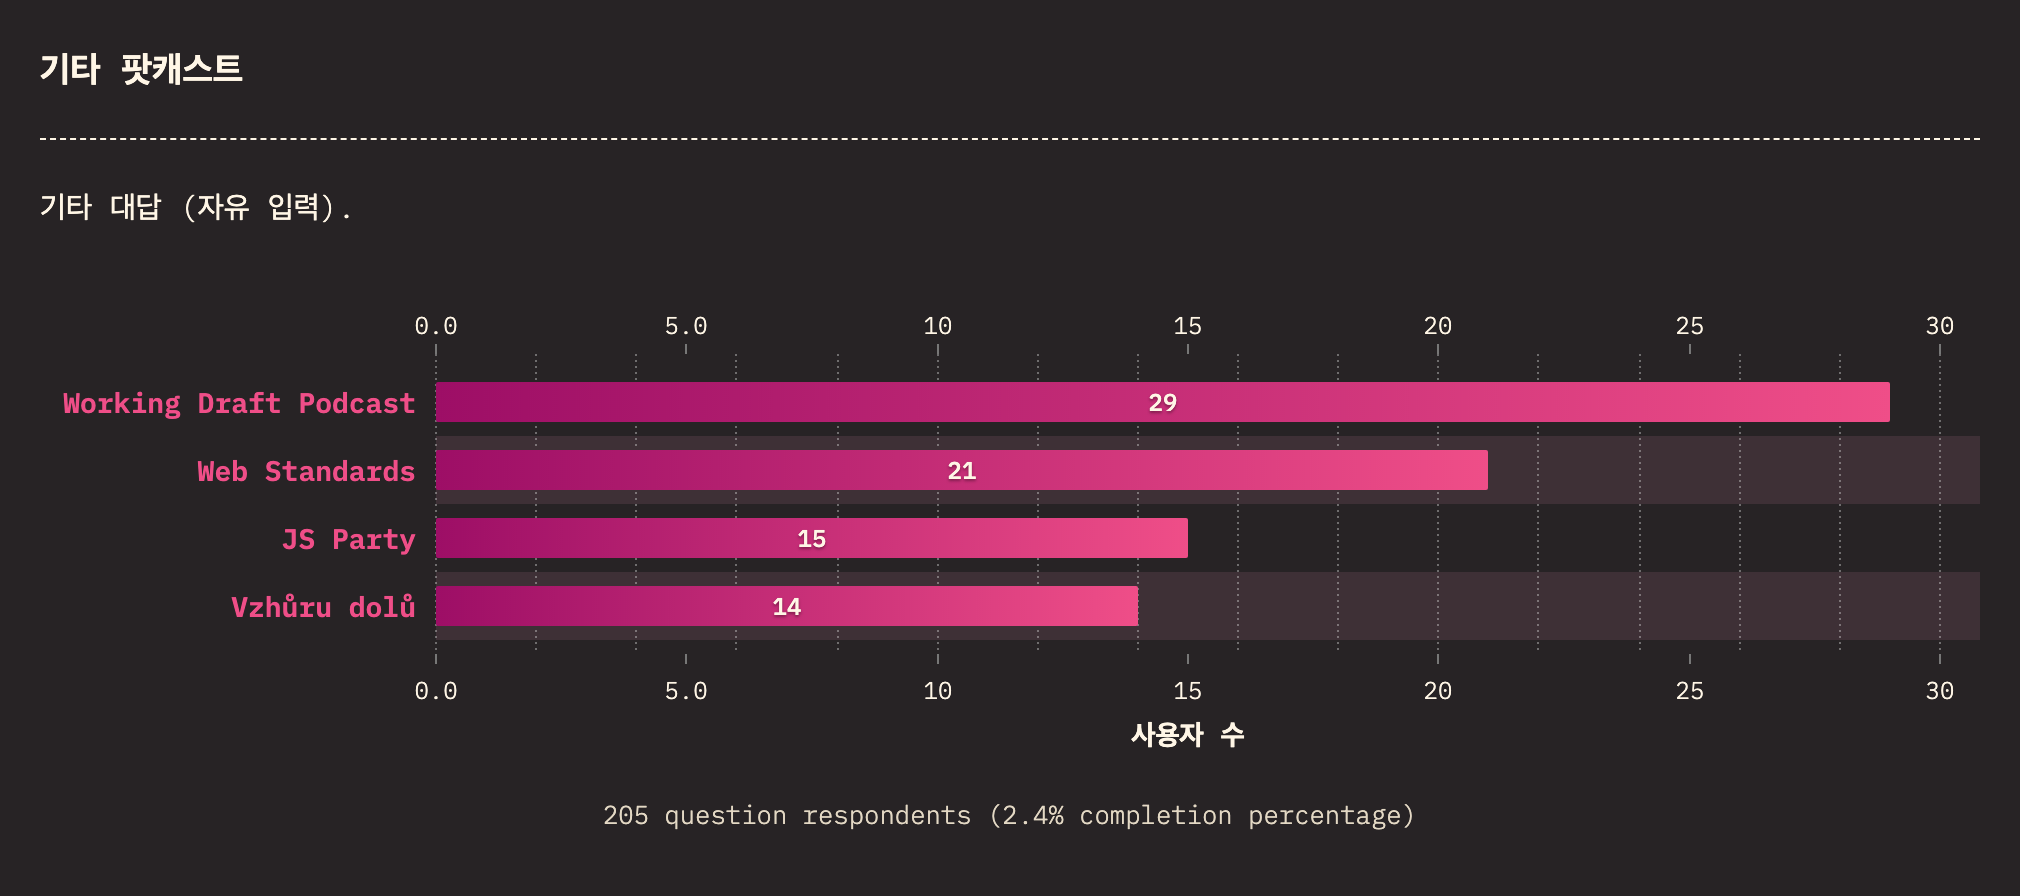 기타 팟캐스트
기타 대답 (자유 입력).
0.0 5.0 10 15 20 25 30
Working Draft Podcast 29
Web Standards 21
JS Party 15
Vzhůru dolů 14
0.0 5.0 10 15 20 25 30
사용자 수
205 question respondents (2.4% completion percentage)